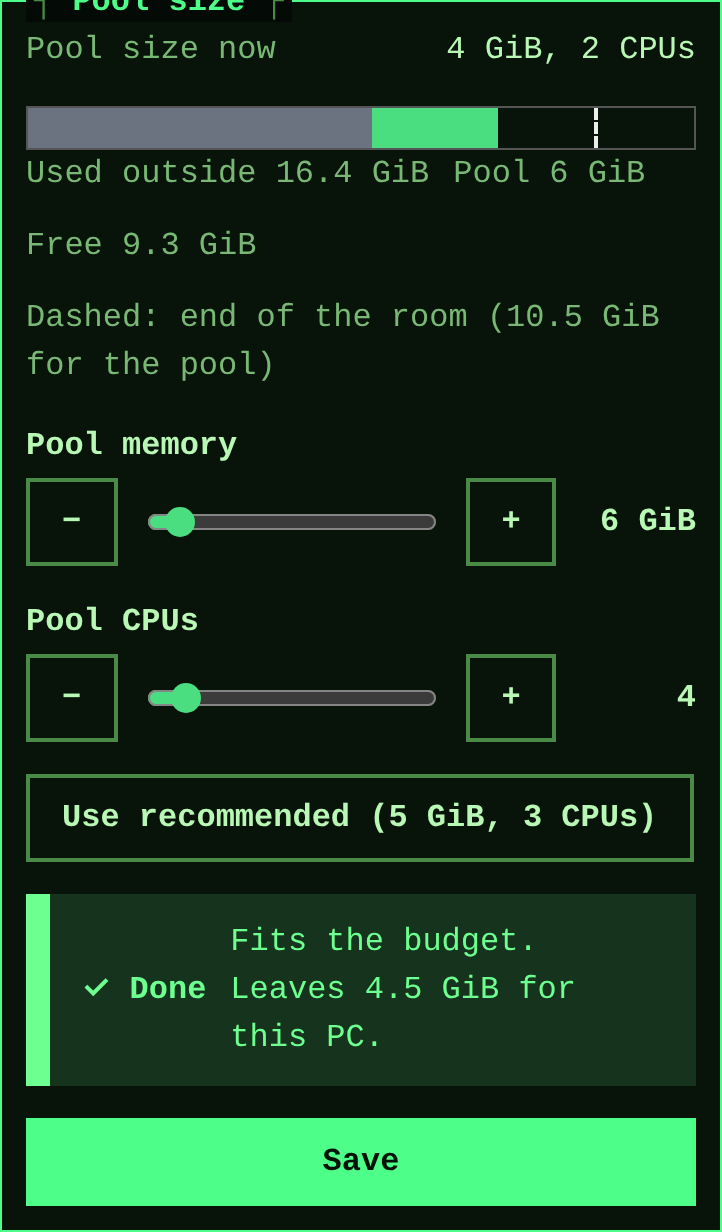 Pool size
Pool size now 4 GiB, 2 CPUs
Used outside 16.4 GiB Pool 6 GiB
Free 9.3 GiB
Dashed: end of the room (10.5 GiB
for the pool)
Pool memory
− + 6 GiB
Pool CPUs
− + 4
Use recommended (5 GiB, 3 CPUs)
Fits the budget.
✓ Done Leaves 4.5 GiB for
this PC.
Save